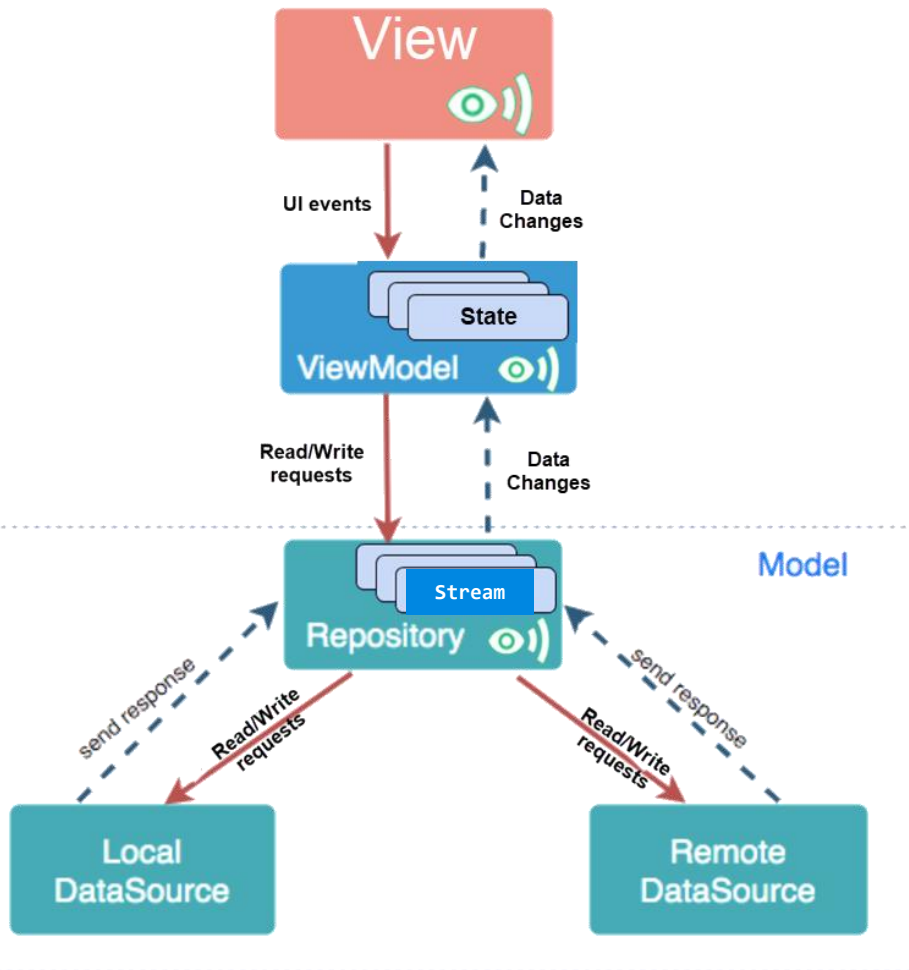 View
UI events
Data
Changes
State
ViewModel
Read/Write
requests
Data
Changes
Model
Stream
Repository
send response
Read/Write
requests
Read/Write
requests
send response
Local
DataSource
Remote
DataSource